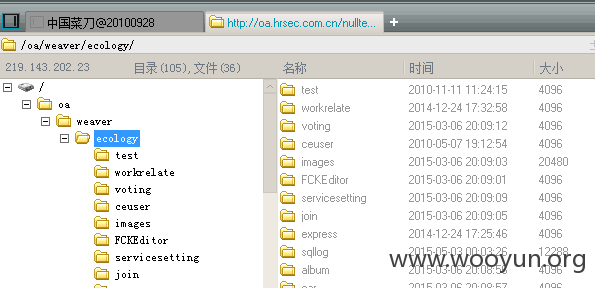 中国菜刀@20100928 http://oa.hrsec.com.cn/nullte...
/oa/weaver/ecology/
219.143.202.23 目录(105),文件(36) 名称 时间 大小
/
oa
weaver
ecology
test
workrelate
voting
ceuser
images
FCKEditor
servicesetting
join
test 2010-11-11 11:24:15 4096
workrelate 2014-12-24 17:32:58 4096
voting 2015-03-06 20:09:12 4096
ceuser 2010-05-07 19:12:54 4096
images 2015-03-06 20:09:03 20480
FCKEditor 2015-03-06 20:09:01 4096
servicesetting 2015-03-06 20:09:09 4096
join 2015-03-06 20:09:05 4096
express 2014-12-24 17:25:46 4096
sqllog 2015-05-03 00:03:26 12288
album 2015-03-06 20:08:56 4096
www.wooyun.org